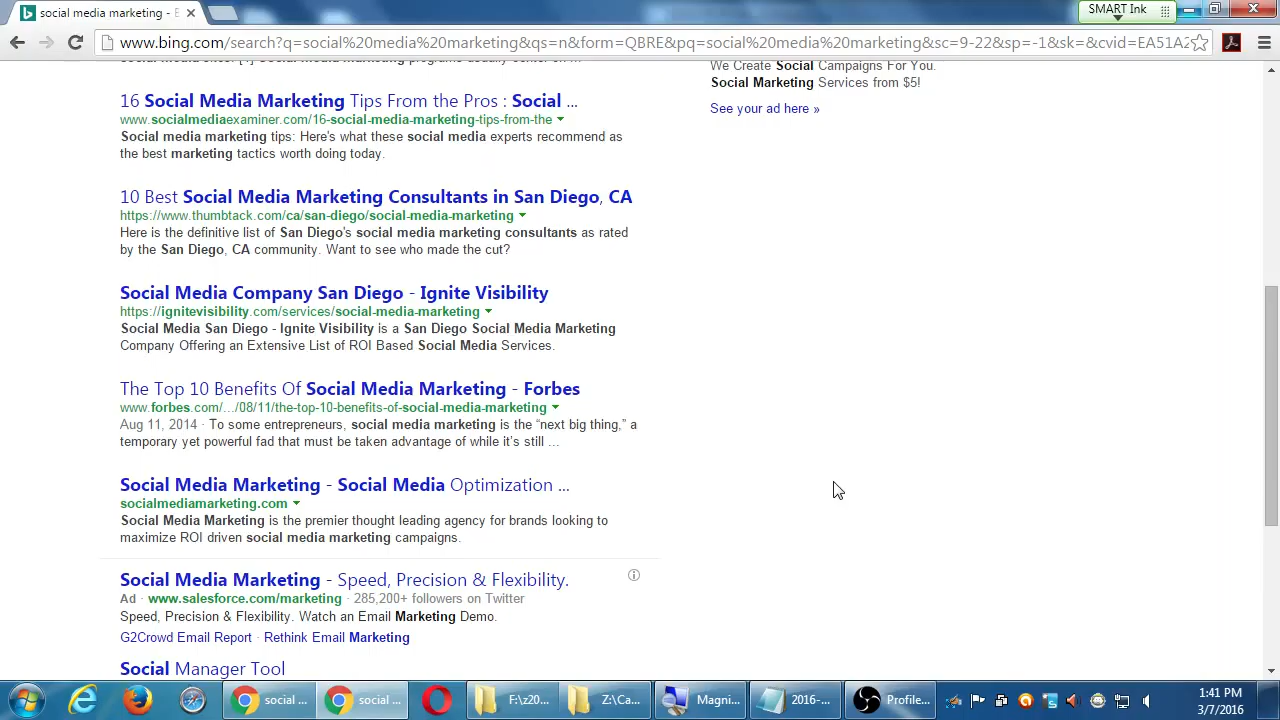 social media marketing - B
SMART Ink
www.bing.com/search?q=social%20media%20marketing&qs=n&form=QBRE&pq=social%20media%20marketing&sc=9-22&sp=-1&sk=&cvid=EA51A2
We Create Social Campaigns For You.
Social Marketing Services from $5!
See your ad here »
16 Social Media Marketing Tips From the Pros : Social ...
www.socialmediaexaminer.com/16-social-media-marketing-tips-from-the
Social media marketing tips: Here's what these social media experts recommend as
the best marketing tactics worth doing today.
10 Best Social Media Marketing Consultants in San Diego, CA
https://www.thumbtack.com/ca/san-diego/social-media-marketing
Here is the definitive list of San Diego's social media marketing consultants as rated
by the San Diego, CA community. Want to see who made the cut?
Social Media Company San Diego - Ignite Visibility
https://ignitevisibility.com/services/social-media-marketing
Social Media San Diego - Ignite Visibility is a San Diego Social Media Marketing
Company Offering an Extensive List of ROI Based Social Media Services.
The Top 10 Benefits Of Social Media Marketing - Forbes
www.forbes.com/.../08/11/the-top-10-benefits-of-social-media-marketing
Aug 11, 2014 · To some entrepreneurs, social media marketing is the “next big thing,” a
temporary yet powerful fad that must be taken advantage of while it's still ...
Social Media Marketing - Social Media Optimization ...
socialmediamarketing.com
Social Media Marketing is the premier thought leading agency for brands looking to
maximize ROI driven social media marketing campaigns.
Social Media Marketing - Speed, Precision & Flexibility.
Ad · www.salesforce.com/marketing · 285,200+ followers on Twitter
Speed, Precision & Flexibility. Watch an Email Marketing Demo.
G2Crowd Email Report · Rethink Email Marketing
Social Manager Tool
social ...
social ...
F:\z20...
Z:\Ca...
Magni...
2016-...
Profile...
1:41 PM
3/7/2016